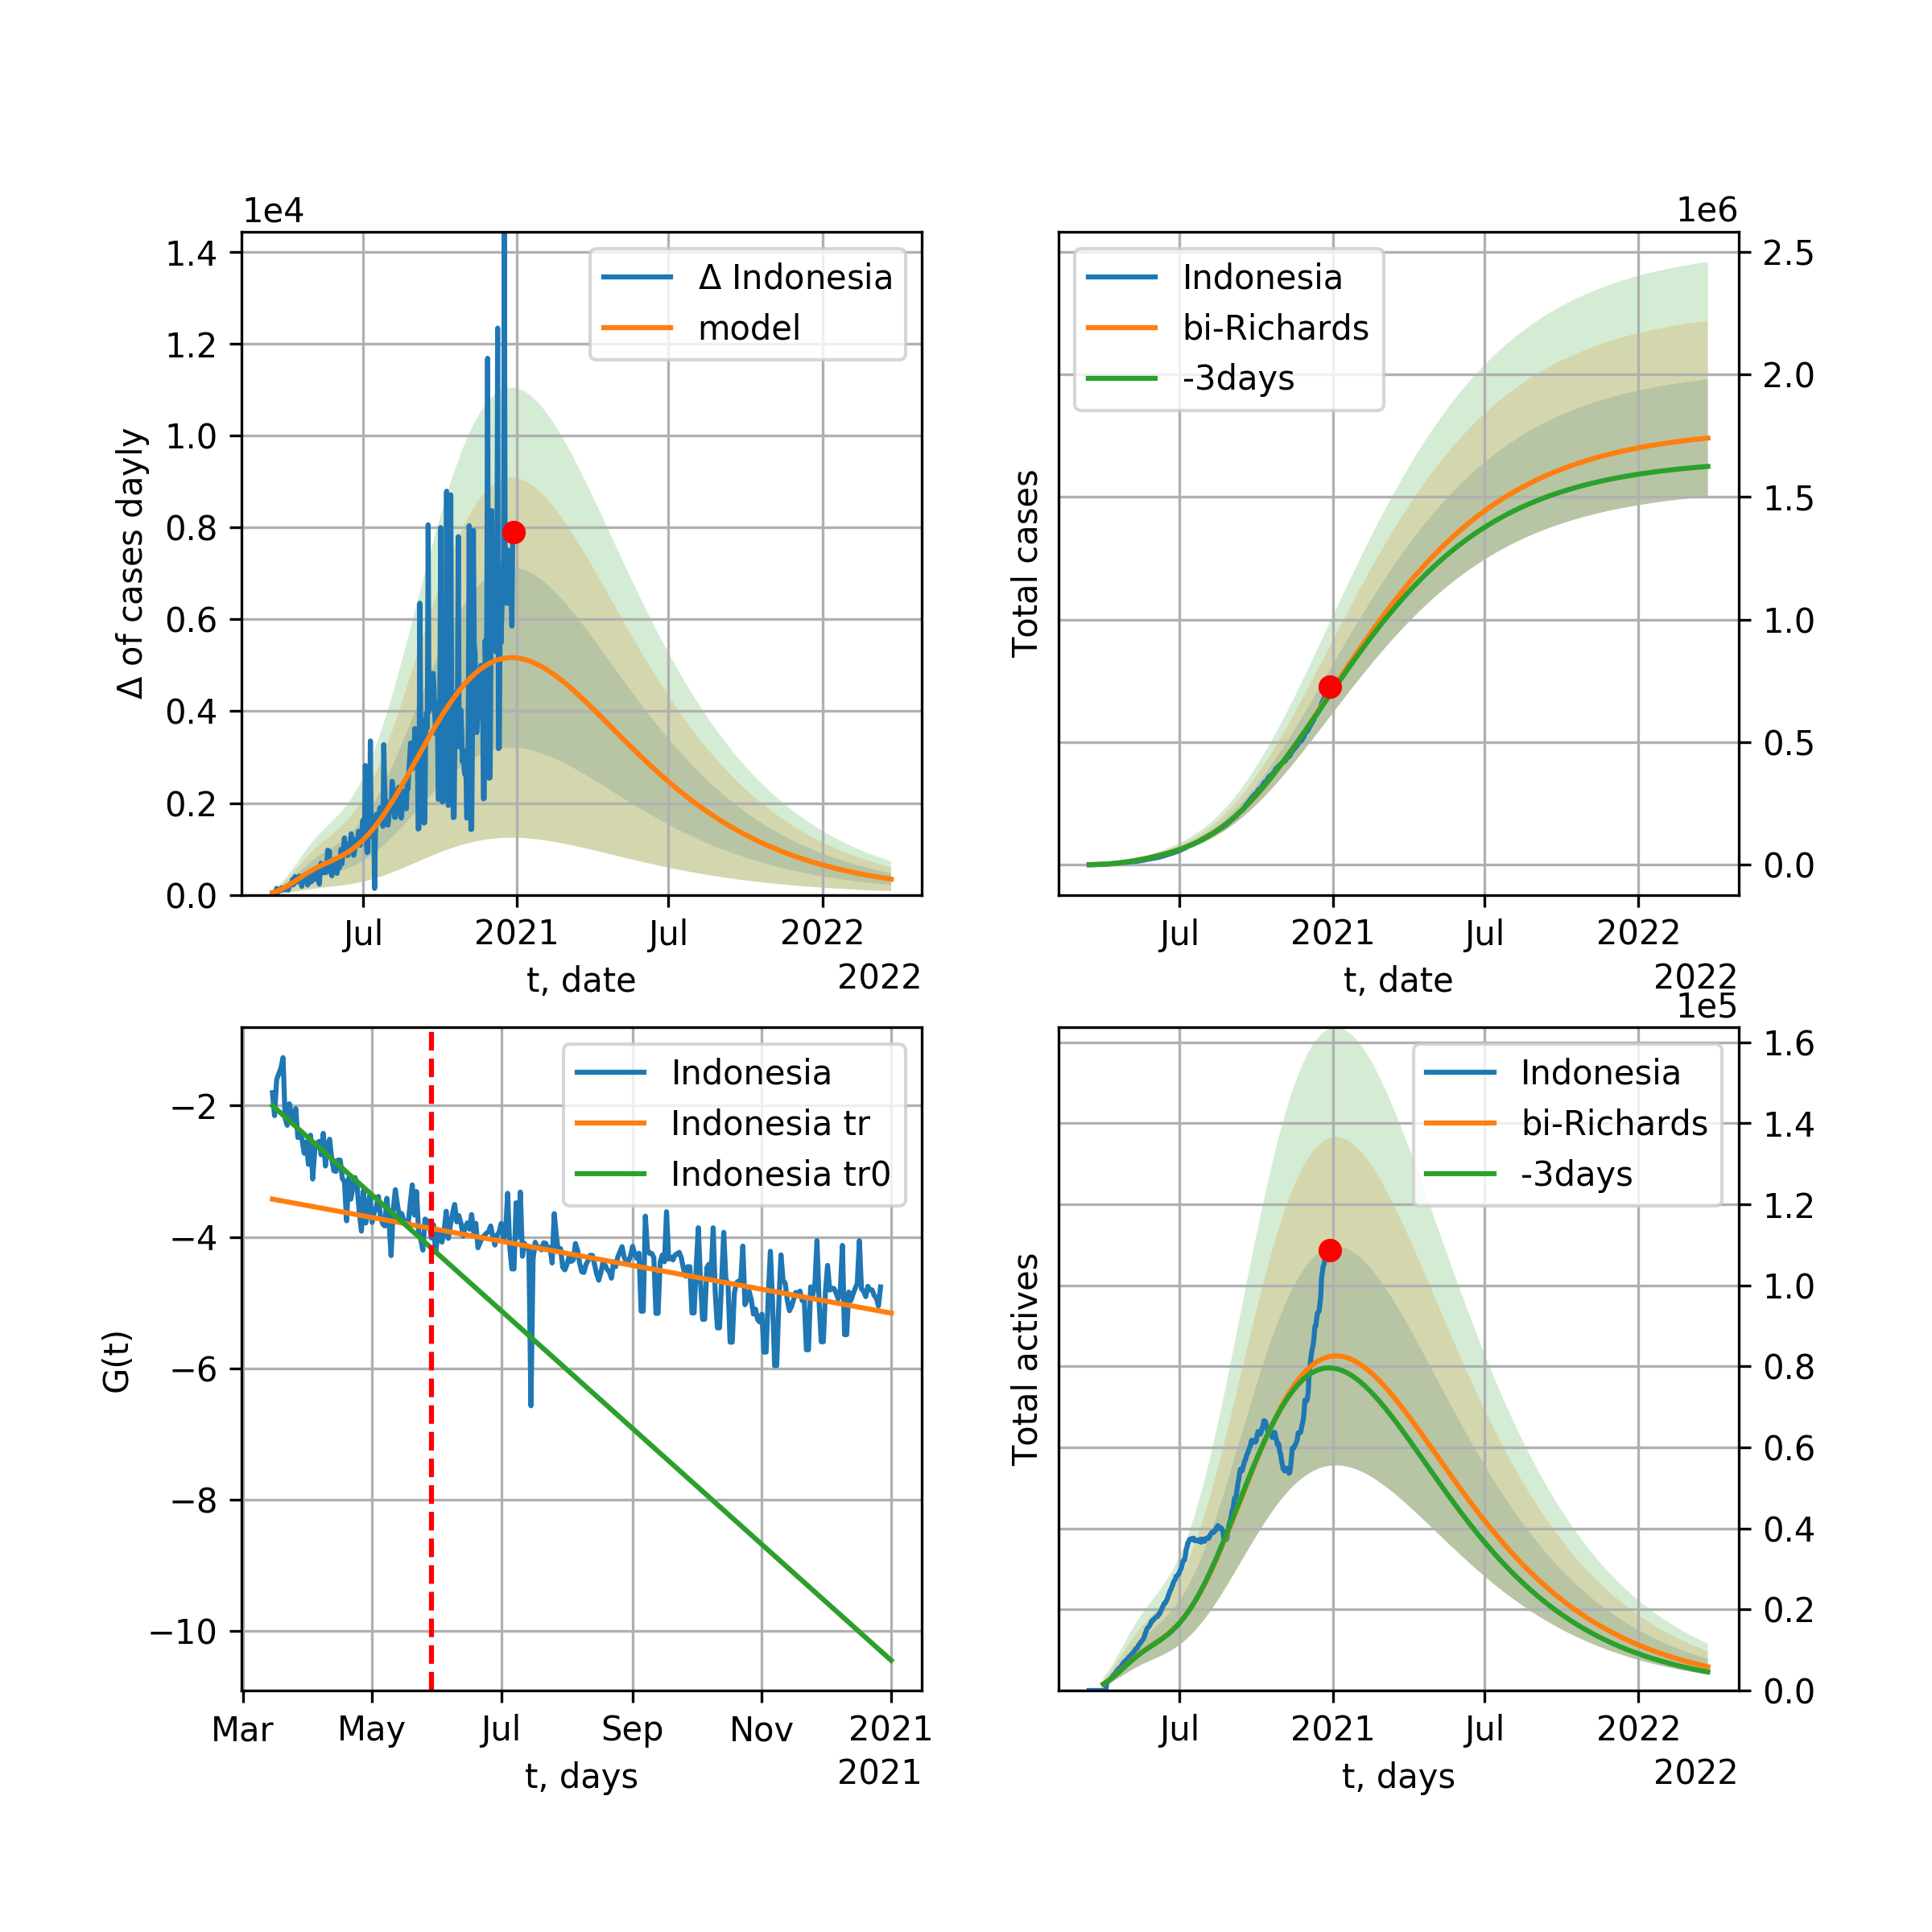 1e4
Δ of cases dayly
1.4
1.2
1.0
0.8
0.6
0.4
0.2
0.0
Δ Indonesia
model
Jul
2021
Jul
2022
t, date
2022
1e6
Total cases
Indonesia
bi-Richards
-3days
2.5
2.0
1.5
1.0
0.5
0.0
Jul
2021
Jul
2022
t, date
2022
G(t)
−2
−4
−6
−8
−10
Indonesia
Indonesia tr
Indonesia tr0
Mar
May
Jul
Sep
Nov
2021
t, days
2021
1e5
Total actives
Indonesia
bi-Richards
-3days
1.6
1.4
1.2
1.0
0.8
0.6
0.4
0.2
0.0
Jul
2021
Jul
2022
t, days
2022